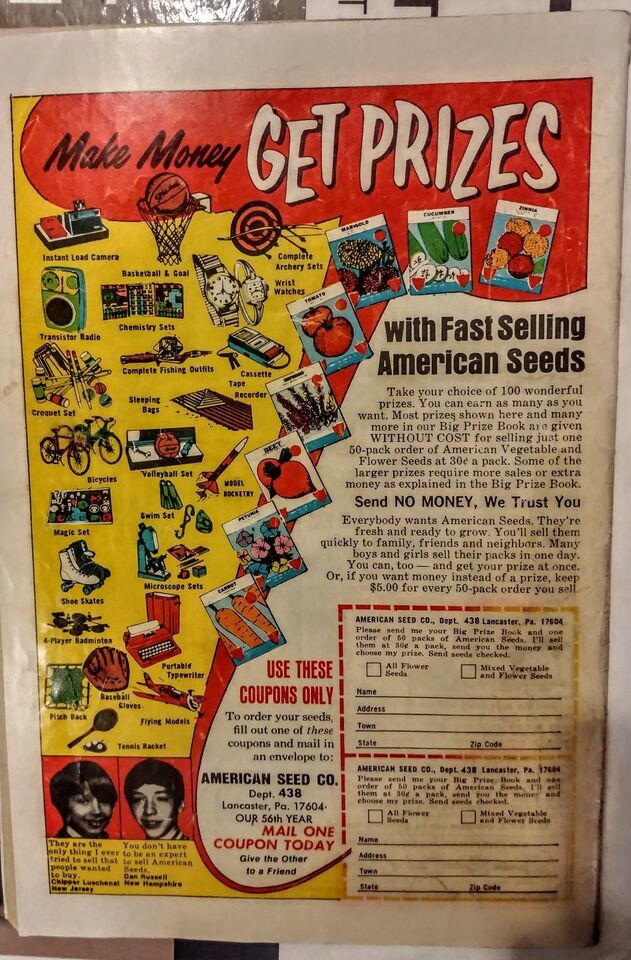 Make Money GET PRIZES
Instant Load Camera
Basketball & Goal
Complete
Archery Sets
Wrist
Watches
Transistor Radio
Chemistry Sets
Complete Fishing Outfits
Cassette
Tape
Recorder
Croquet Set
Sleeping
Bags
Bicycles
Volleyball Set
MODEL
ROCKETRY
Swim Set
Magic Set
Microscope Sets
Shoe Skates
4-Player Badminton
Portable
Typewriter
Baseball
Gloves
Pitch Back
Flying Models
Tennis Racket
MARIGOLD
CUCUMBER
ZINNIA
TOMATO
BEET
PETUNIA
CARROT
with Fast Selling
American Seeds
Take your choice of 100 wonderful
prizes. You can earn as many as you
want. Most prizes shown here and many
more in our Big Prize Book are given
WITHOUT COST for selling just one
50-pack order of American Vegetable and
Flower Seeds at 30¢ a pack. Some of the
larger prizes require more sales or extra
money as explained in the Big Prize Book.
Send NO MONEY, We Trust You
Everybody wants American Seeds. They're
fresh and ready to grow. You'll sell them
quickly to family, friends and neighbors. Many
boys and girls sell their packs in one day.
You can, too — and get your prize at once.
Or, if you want money instead of a prize, keep
$5.00 for every 50-pack order you sell.
USE THESE
COUPONS ONLY
To order your seeds,
fill out one of these
coupons and mail in
an envelope to:
AMERICAN SEED CO.
Dept. 438
Lancaster, Pa. 17604
OUR 56th YEAR
MAIL ONE
COUPON TODAY
Give the Other
to a Friend
AMERICAN SEED CO., Dept. 438 Lancaster, Pa. 17604
Please send me your Big Prize Book and one
order of 50 packs of American Seeds. I'll sell
them at 30¢ a pack, send you the money and
choose my prize. Send seeds checked.
All Flower
Seeds
Mixed Vegetable
and Flower Seeds
Name
Address
Town
State Zip Code
AMERICAN SEED CO., Dept. 438 Lancaster, Pa. 17604
Please send me your Big Prize Book and one
order of 50 packs of American Seeds. I'll sell
them at 30¢ a pack, send you the money and
choose my prize. Send seeds checked.
All Flower
Seeds
Mixed Vegetable
and Flower Seeds
Name
Address
Town
State Zip Code
They are the
only thing I ever
tried to sell that
people wanted
to buy.
Chipper Luschenat
New Jersey
You don't have
to be an expert
to sell American
Seeds.
Dan Russell
New Hampshire